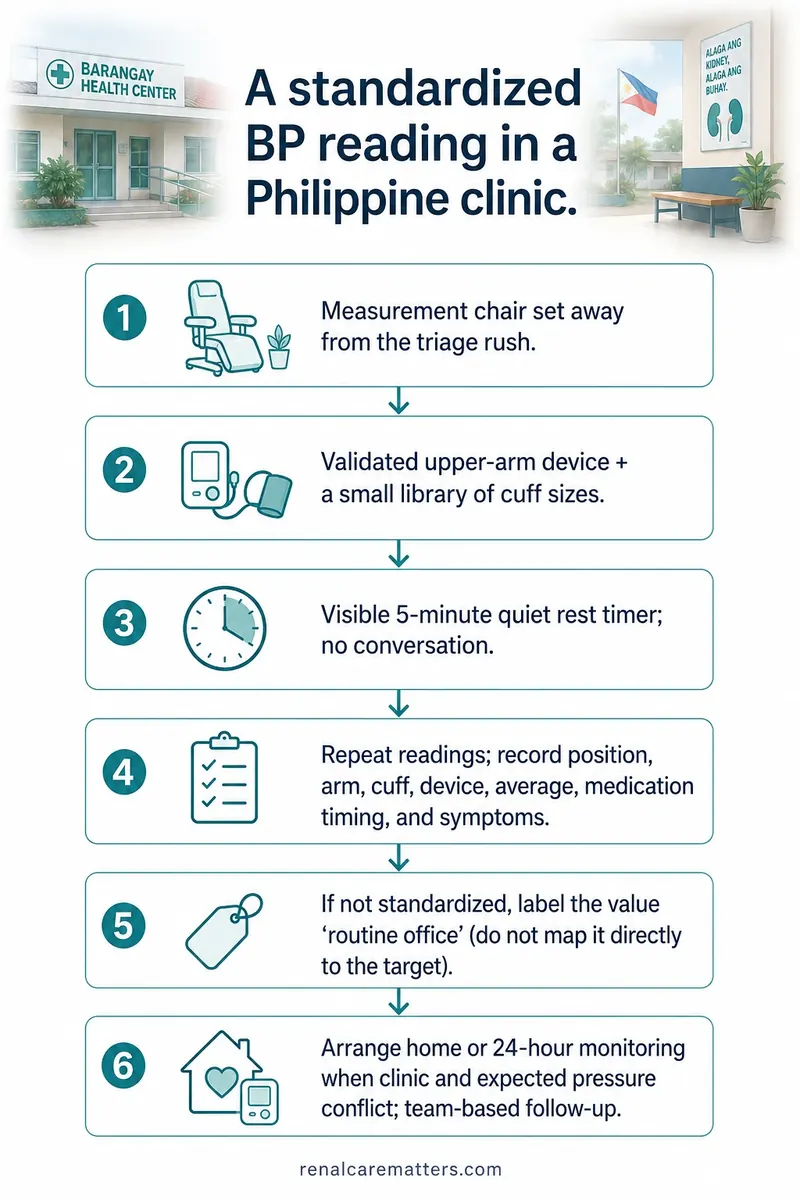 BARANGAY
HEALTH CENTER
A standardized
BP reading in a
Philippine clinic.
ALAGA ANG
KIDNEY,
ALAGA ANG
BUHAY.
1
Measurement chair set away
from the triage rush.
2
Validated upper-arm device +
a small library of cuff sizes.
3
Visible 5-minute quiet rest timer;
no conversation.
4
Repeat readings; record position,
arm, cuff, device, average, medication
timing, and symptoms.
5
If not standardized, label the value
‘routine office’ (do not map it directly
to the target).
6
Arrange home or 24-hour monitoring
when clinic and expected pressure
conflict; team-based follow-up.
renalcarematters.com